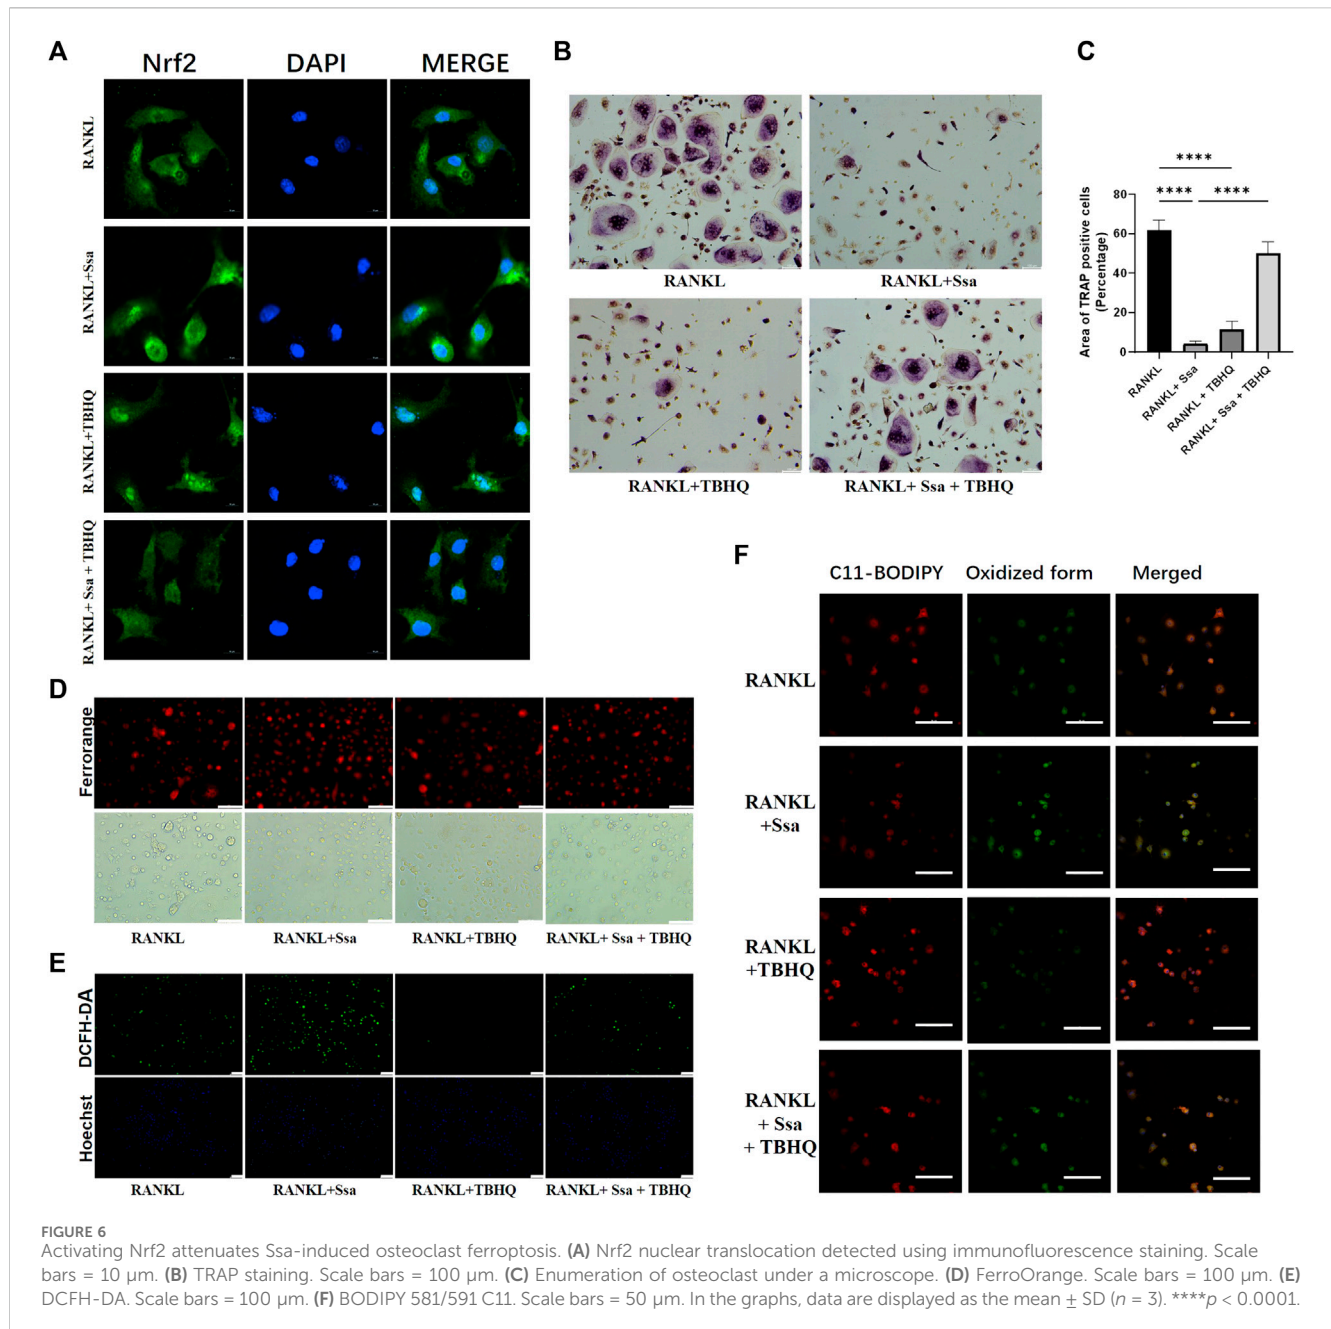 A
Nrf2 DAPI MERGE
RANKL
RANKL+Ssa
RANKL+TBHQ
RANKL+ Ssa + TBHQ
B
RANKL RANKL+Ssa
RANKL+TBHQ RANKL+ Ssa + TBHQ
C
Area of TRAP positive cells
(Percentage)
80
60
40
20
0
**** 
**** ****
RANKL
RANKL+ Ssa
RANKL + TBHQ
RANKL+ Ssa + TBHQ
D
Ferrorange
RANKL RANKL+Ssa RANKL+TBHQ RANKL+ Ssa + TBHQ
E
DCFH-DA
Hoechst
RANKL RANKL+Ssa RANKL+TBHQ RANKL+ Ssa + TBHQ
F
C11-BODIPY Oxidized form Merged
RANKL
RANKL
+Ssa
RANKL
+TBHQ
RANKL
+ Ssa
+ TBHQ
FIGURE 6
Activating Nrf2 attenuates Ssa-induced osteoclast ferroptosis. (A) Nrf2 nuclear translocation detected using immunofluorescence staining. Scale
bars = 10 μm. (B) TRAP staining. Scale bars = 100 μm. (C) Enumeration of osteoclast under a microscope. (D) FerroOrange. Scale bars = 100 μm. (E)
DCFH-DA. Scale bars = 100 μm. (F) BODIPY 581/591 C11. Scale bars = 50 μm. In the graphs, data are displayed as the mean ± SD (n = 3). ****p < 0.0001.